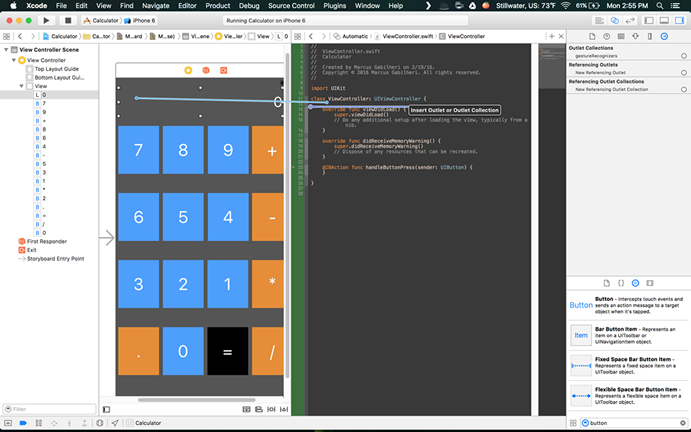 Xcode File Edit View Find Navigate Editor Product Debug Source Control Window Help Stillwater, US: 73°F 61% Mon 2:55 PM
Calculator iPhone 6 Running Calculator on iPhone 6
Calculator Ca...tor M...ard M...se) Vi...ene Vie...ler View L 0 Automatic ViewController.swift ViewController
View Controller Scene
View Controller
Top Layout Guide
Bottom Layout Gui...
View
L 0
B 7
B 9
B +
B 8
B 6
B 4
B -
B 5
B 3
B 1
B *
B 2
B .
B =
B /
B 0
First Responder
Exit
Storyboard Entry Point
Filter
0
7 8 9 +
6 5 4 -
3 2 1 *
. 0 = /
Calculator
//
// ViewController.swift
// Calculator
//
// Created by Marcus Gabilheri on 2/19/16.
// Copyright © 2016 Marcus Gabilheri. All rights reserved.
//
import UIKit
class ViewController: UIViewController {
Insert Outlet or Outlet Collection
override func viewDidLoad() {
super.viewDidLoad()
// Do any additional setup after loading the view, typically from a
nib.
}
override func didReceiveMemoryWarning() {
super.didReceiveMemoryWarning()
// Dispose of any resources that can be recreated.
}
@IBAction func handleButtonPress(sender: UIButton) {
}
}
Outlet Collections
gestureRecognizers
Referencing Outlets
New Referencing Outlet
Referencing Outlet Collections
New Referencing Outlet Collection
Button
Button - Intercepts touch events and
sends an action message to a target
object when it's tapped.
Item
Bar Button Item - Represents an
item on a UIToolbar or
UINavigationItem object.
Fixed Space Bar Button Item -
Represents a fixed space item on a
UIToolbar object.
Flexible Space Bar Button Item -
Represents a flexible space item on a
UIToolbar object.
button